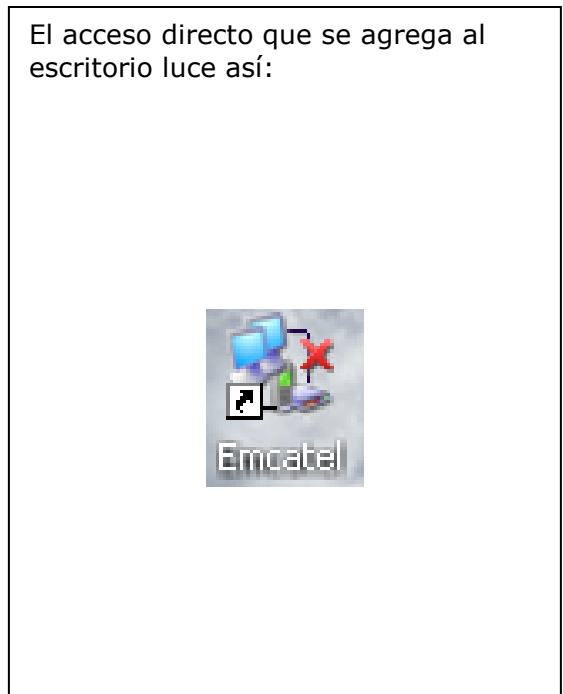 El acceso directo que se agrega al
escritorio luce así:
Emcatel